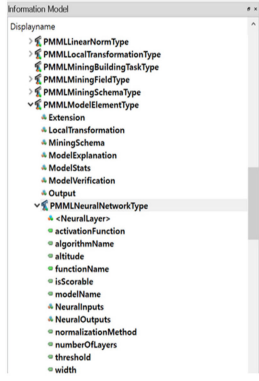 Information Model
Displayname
PMMLLinearNormType
PMMLLocalTransformationType
PMMLMiningBuildingTaskType
PMMLMiningFieldType
PMMLMiningSchemaType
PMMLModelElementType
Extension
LocalTransformation
MiningSchema
ModelExplanation
ModelStats
ModelVerification
Output
PMMLNeuralNetworkType
<NeuralLayer>
activationFunction
algorithmName
altitude
functionName
isScorable
modelName
NeuralInputs
NeuralOutputs
normalizationMethod
numberOfLayers
threshold
width